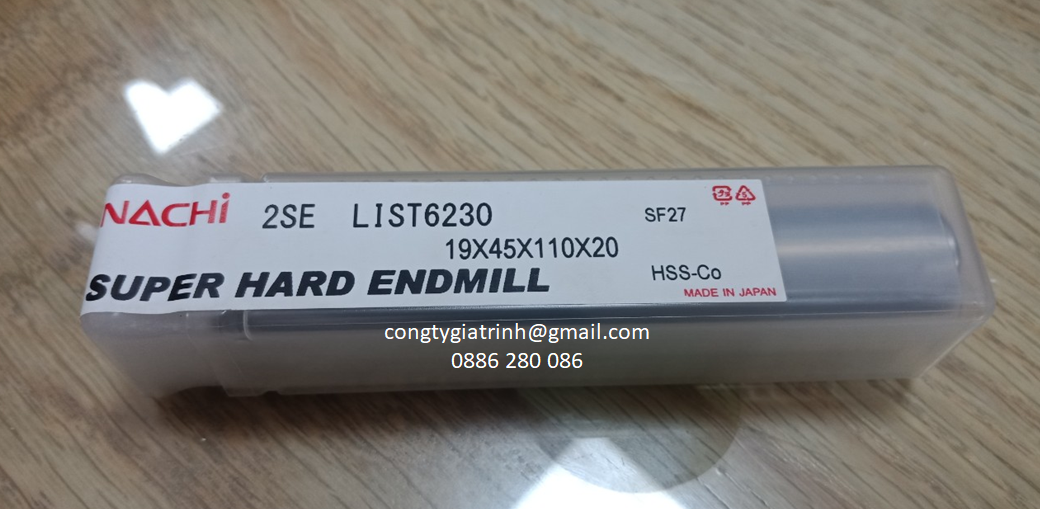 NACHi 2SE LIST6230 SF27
19X45X110X20
SUPER HARD ENDMILL HSS-Co
MADE IN JAPAN
congtygiatrinh@gmail.com
0886 280 086